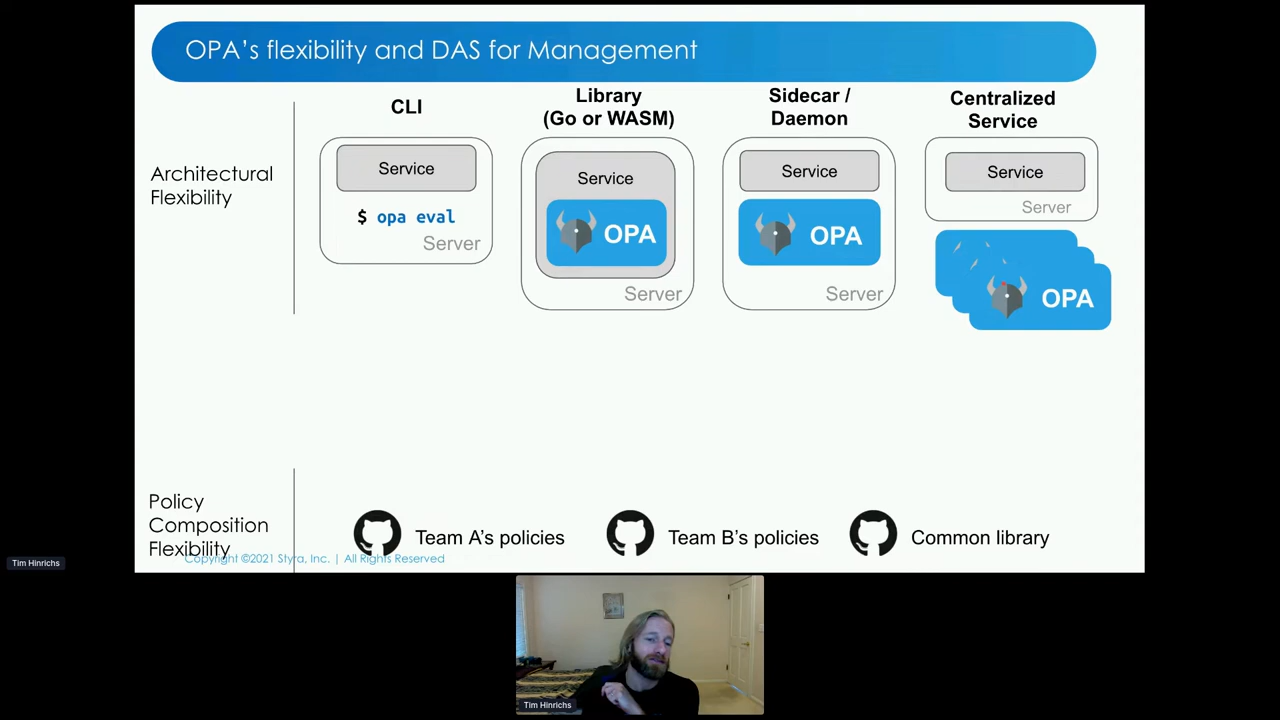 OPA's flexibility and DAS for Management
CLI
Library
(Go or WASM)
Sidecar /
Daemon
Centralized
Service
Architectural
Flexibility
Service
$ opa eval
Server
Service
OPA
Server
Service
OPA
Server
Service
Server
OPA
Policy
Composition
Flexibility
Team A's policies
Team B's policies
Common library
Copyright ©2021 Styra, Inc. | All Rights Reserved
Tim Hinrichs
Tim Hinrichs